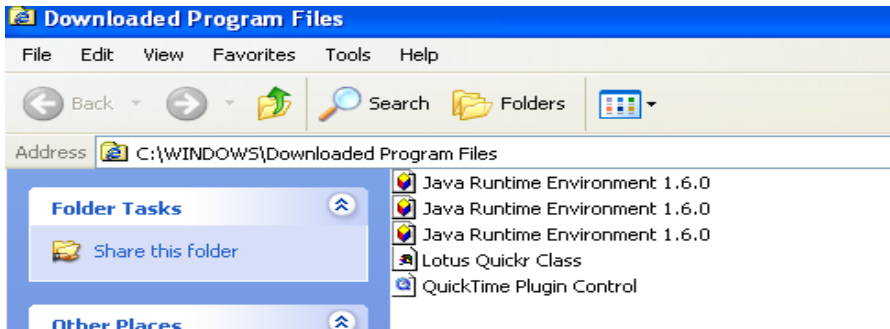 Downloaded Program Files
File Edit View Favorites Tools Help
Back Search Folders
Address C:\WINDOWS\Downloaded Program Files
Folder Tasks
Share this folder
Other Places
Java Runtime Environment 1.6.0
Java Runtime Environment 1.6.0
Java Runtime Environment 1.6.0
Lotus Quickr Class
QuickTime Plugin Control